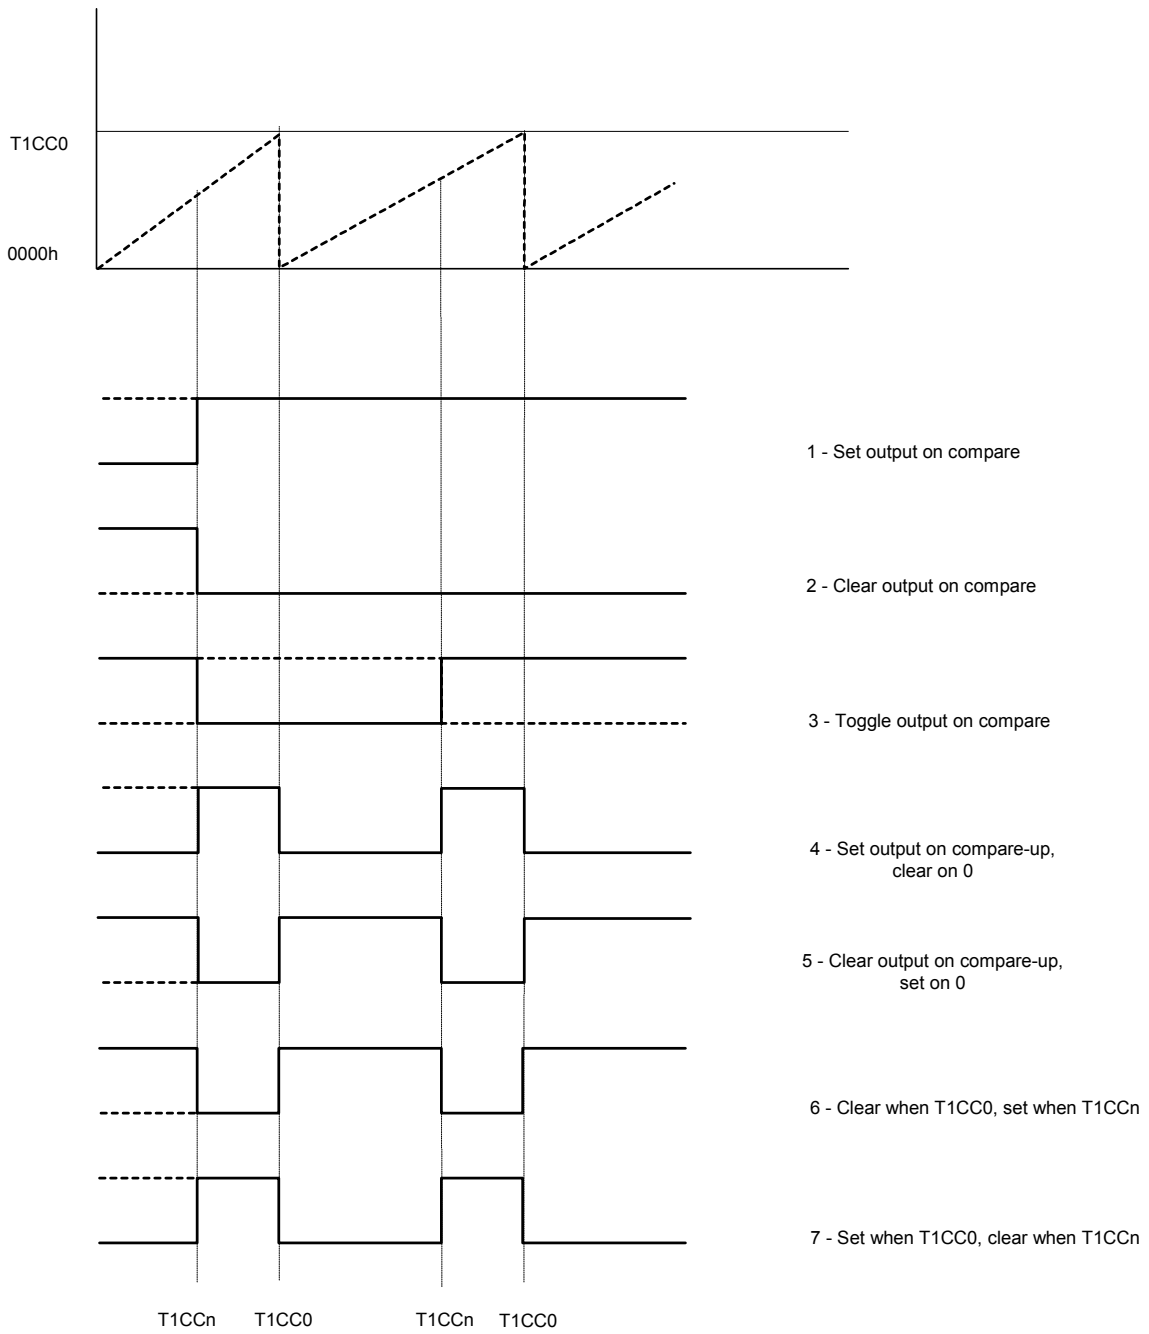 T1CC0
0000h
1 - Set output on compare
2 - Clear output on compare
3 - Toggle output on compare
4 - Set output on compare-up,
clear on 0
5 - Clear output on compare-up,
set on 0
6 - Clear when T1CC0, set when T1CCn
7 - Set when T1CC0, clear when T1CCn
T1CCn T1CC0 T1CCn T1CC0